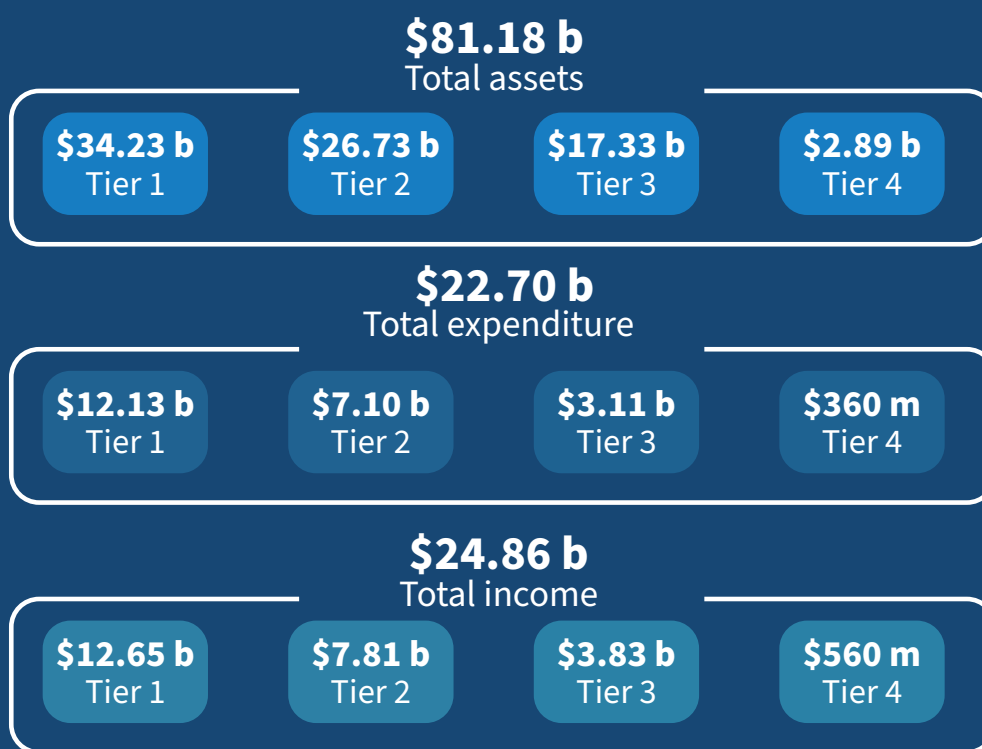 $81.18 b
Total assets
$34.23 b $26.73 b $17.33 b $2.89 b
Tier 1 Tier 2 Tier 3 Tier 4
$22.70 b
Total expenditure
$12.13 b $7.10 b $3.11 b $360 m
Tier 1 Tier 2 Tier 3 Tier 4
$24.86 b
Total income
$12.65 b $7.81 b $3.83 b $560 m
Tier 1 Tier 2 Tier 3 Tier 4